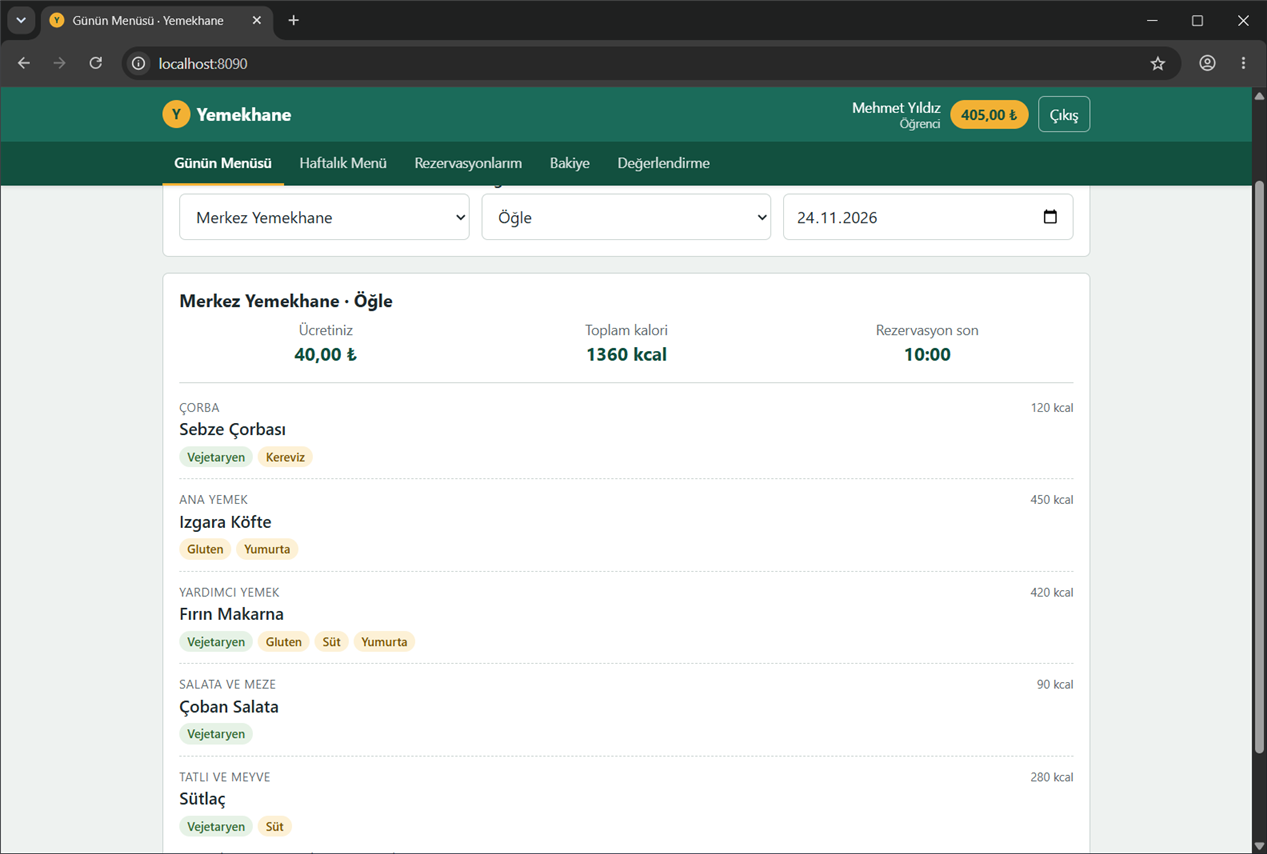 Y Günün Menüsü · Yemekhane
localhost:8090
Y Yemekhane
Mehmet Yıldız
Öğrenci
405,00 ₺
Çıkış
Günün Menüsü Haftalık Menü Rezervasyonlarım Bakiye Değerlendirme
Merkez Yemekhane Öğle 24.11.2026
Merkez Yemekhane · Öğle
Ücretiniz Toplam kalori Rezervasyon son
40,00 ₺ 1360 kcal 10:00
ÇORBA 120 kcal
Sebze Çorbası
Vejetaryen Kereviz
ANA YEMEK 450 kcal
Izgara Köfte
Gluten Yumurta
YARDIMCI YEMEK 420 kcal
Fırın Makarna
Vejetaryen Gluten Süt Yumurta
SALATA VE MEZE 90 kcal
Çoban Salata
Vejetaryen
TATLI VE MEYVE 280 kcal
Sütlaç
Vejetaryen Süt